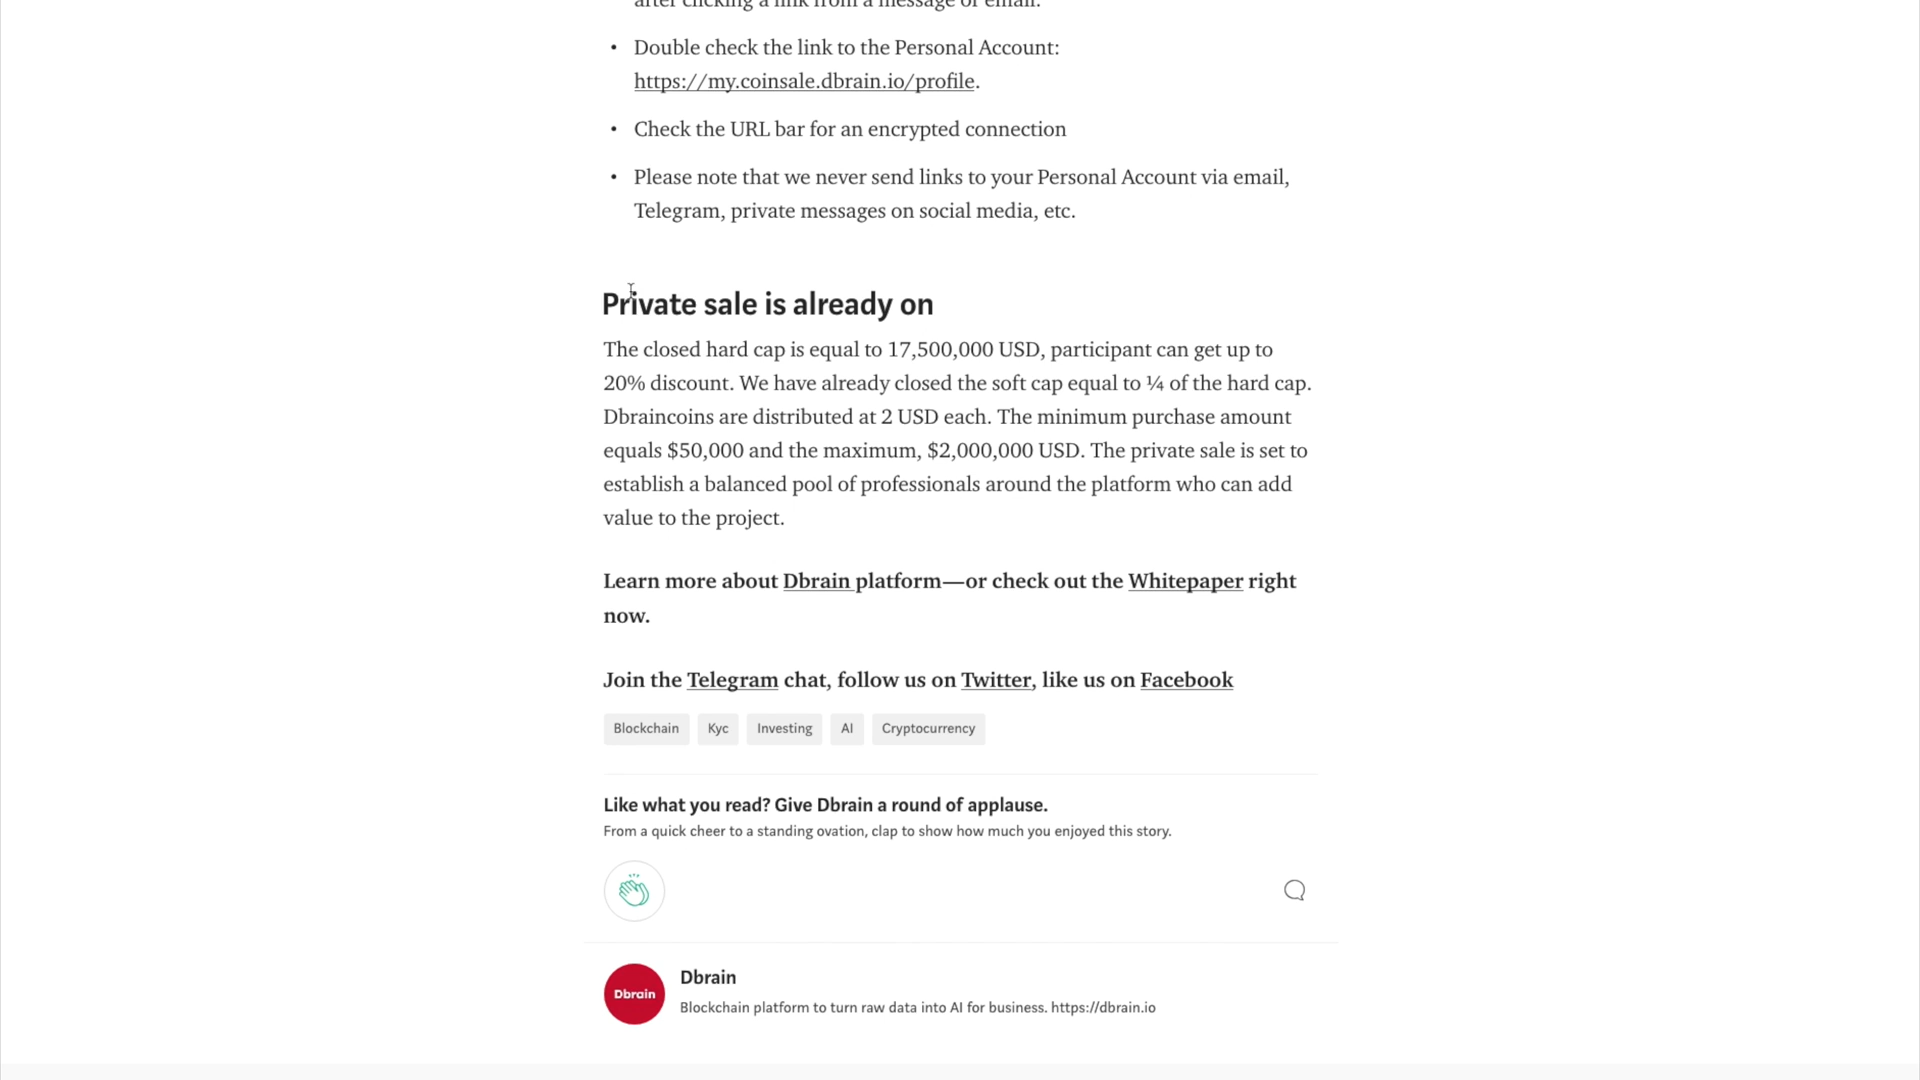 after clicking a link from a message or email.
• Double check the link to the Personal Account:
https://my.coinsale.dbrain.io/profile.
• Check the URL bar for an encrypted connection
• Please note that we never send links to your Personal Account via email,
Telegram, private messages on social media, etc.
Private sale is already on
The closed hard cap is equal to 17,500,000 USD, participant can get up to
20% discount. We have already closed the soft cap equal to ¼ of the hard cap.
Dbraincoins are distributed at 2 USD each. The minimum purchase amount
equals $50,000 and the maximum, $2,000,000 USD. The private sale is set to
establish a balanced pool of professionals around the platform who can add
value to the project.
Learn more about Dbrain platform—or check out the Whitepaper right
now.
Join the Telegram chat, follow us on Twitter, like us on Facebook
Blockchain Kyc Investing AI Cryptocurrency
Like what you read? Give Dbrain a round of applause.
From a quick cheer to a standing ovation, clap to show how much you enjoyed this story.
Dbrain
Dbrain
Blockchain platform to turn raw data into AI for business. https://dbrain.io